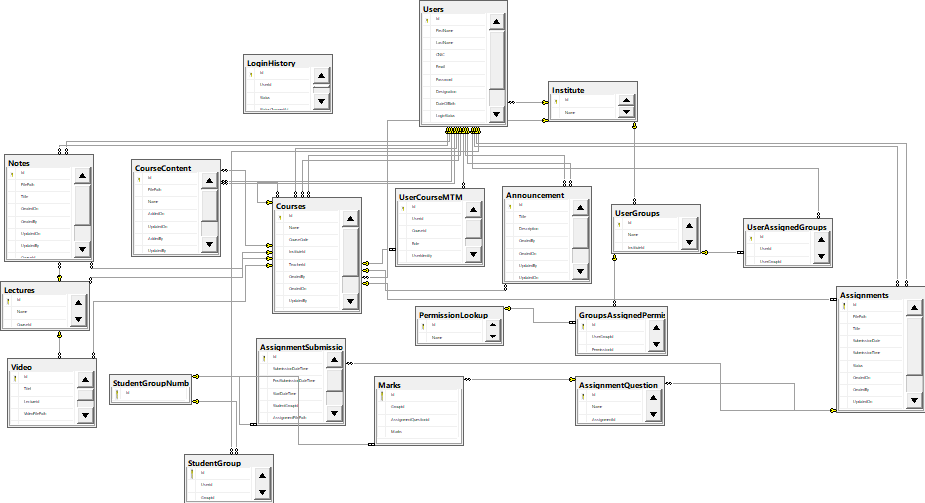 Users
Id
FirstName
LastName
CNIC
Email
Password
Designation
DateOfBirth
LoginStatus
LoginHistory
Id
UserId
Status
Institute
Id
Name
Notes
Id
FilePath
Title
CreatedOn
CreatedBy
UpdatedOn
UpdatedBy
CourseContent
Id
FilePath
Name
AddedOn
UpdatedOn
AddedBy
UpdatedBy
Courses
Id
Name
CourseCode
InstituteId
TeacherId
CreatedBy
CreatedOn
UpdatedBy
UserCourseMTM
Id
UserId
CourseId
Role
UserIdentity
Announcement
Id
Title
Description
CreatedBy
CreatedOn
UpdatedBy
UpdatedOn
UserGroups
Id
Name
InstituteId
UserAssignedGroups
Id
UserId
UserGroupId
Lectures
Id
Name
CourseId
Assignments
Id
FilePath
Title
SubmissionDate
SubmissionTime
Status
CreatedOn
CreatedBy
UpdatedOn
PermissionLookup
Id
Name
GroupsAssignedPermis
Id
UserGroupId
PermissionId
Video
Id
Titel
LectureId
VideoFilePath
StudentGroupNumb
Id
AssignmentSubmissio
Id
SubmissionDateTime
PreSubmissionDateTime
StartDateTime
StudentGroupId
AssignmentFilePath
Marks
Id
GroupId
AssignmentQuestionId
Marks
AssignmentQuestion
Id
Name
AssignmentId
StudentGroup
Id
UserId
GroupId